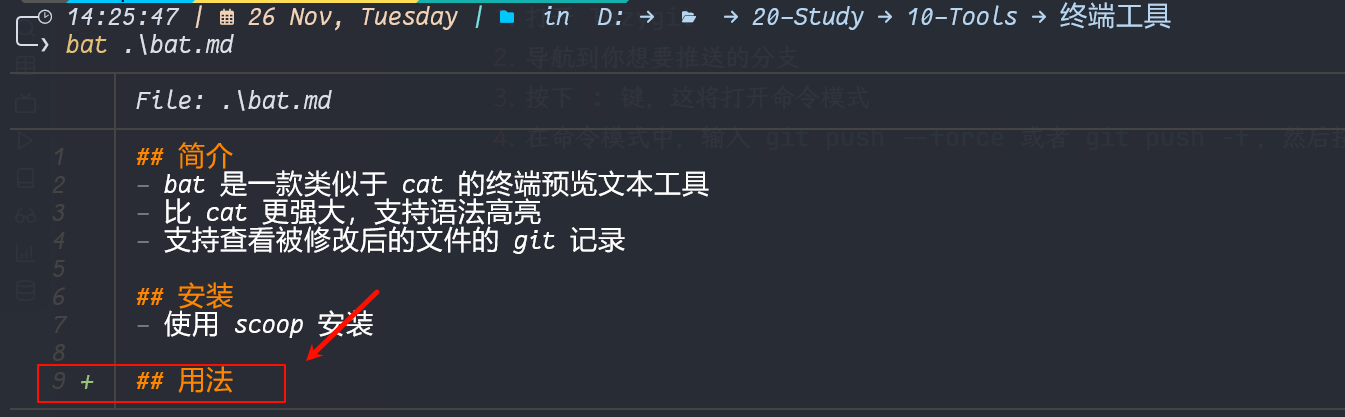 14:25:47 | 26 Nov, Tuesday | in D: → → 20-Study → 10-Tools → 终端工具
❯ bat .\bat.md
File: .\bat.md
1 ## 简介
2 - bat 是一款类似于 cat 的终端预览文本工具
3 - 比 cat 更强大，支持语法高亮
4 - 支持查看被修改后的文件的 git 记录
5
6 ## 安装
7 - 使用 scoop 安装
8
9 + ## 用法
2. 导航到你想要推送的分支
3. 按下 : 键，这将打开命令模式
4. 在命令模式中，输入 git push --force 或者 git push -f，然后